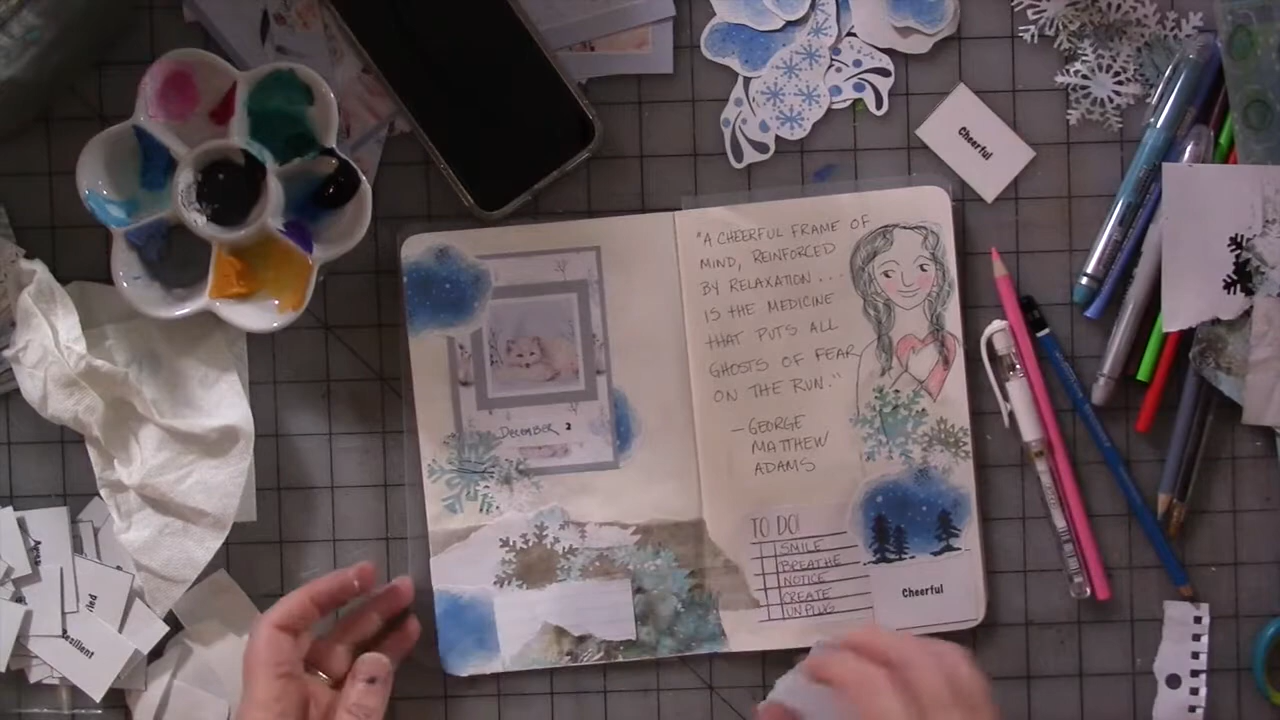 Cheerful
"A CHEERFUL FRAME OF
MIND, REINFORCED
BY RELAXATION...
IS THE MEDICINE
THAT PUTS ALL
GHOSTS OF FEAR
ON THE RUN."
—GEORGE
MATTHEW
ADAMS
DECEMBER 2
TO DO!
SMILE
BREATHE
NOTICE
CREATE
UNPLUG
Cheerful
Resilient